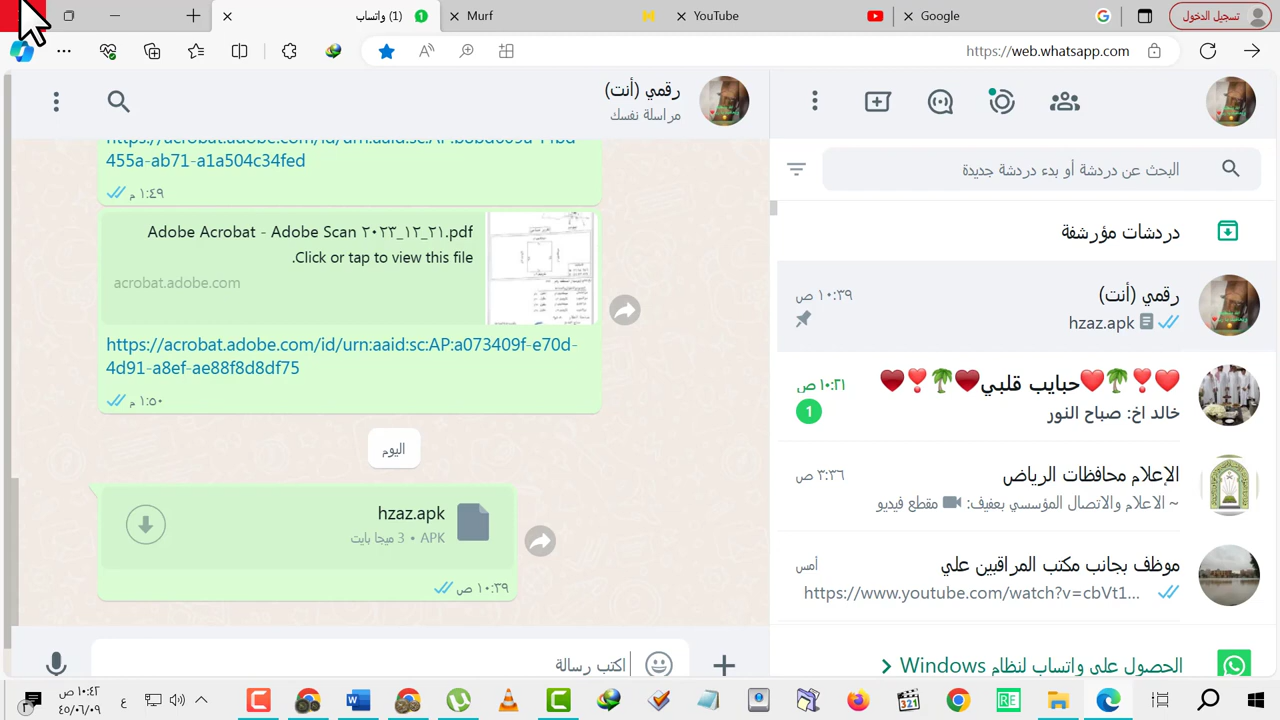 تسجيل الدخول
Google
YouTube
Murf
(1) واتساب
https://web.whatsapp.com
رقمي (أنت)
مراسلة نفسك
455a-ab71-a1a504c34fed
١:٤٩ م
Adobe Acrobat - Adobe Scan ٢٠٢٣_١٢_٢١.pdf
Click or tap to view this file.
acrobat.adobe.com
https://acrobat.adobe.com/id/urn:aaid:sc:AP:a073409f-e70d-
4d91-a8ef-ae88f8d8df75
١:٥٠ م
اليوم
hzaz.apk
APK • 3 ميجا بايت
١٠:٣٩ ص
اكتب رسالة
البحث عن دردشة أو بدء دردشة جديدة
دردشات مؤرشفة
رقمي (أنت)
١٠:٣٩ ص
hzaz.apk
❤️❣️🌴❤️حبايب قلبي❤️🌴❣️❤️
١٠:٢١ ص
خالد اخ: صباح النور
1
الإعلام محافظات الرياض
٣:٣٦ ص
~ الاعلام والاتصال المؤسسي بعفيف: مقطع فيديو
موظف بجانب مكتب المراقبين علي
أمس
https://www.youtube.com/watch?v=cbVt1...
الحصول على واتساب لنظام Windows
١٠:٤٢ ص
ع